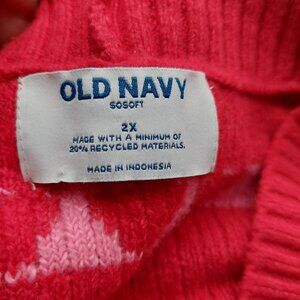 OLD NAVY
SOSOFT
2X
MADE WITH A MINIMUM OF
20% RECYCLED MATERIALS.
MADE IN INDONESIA